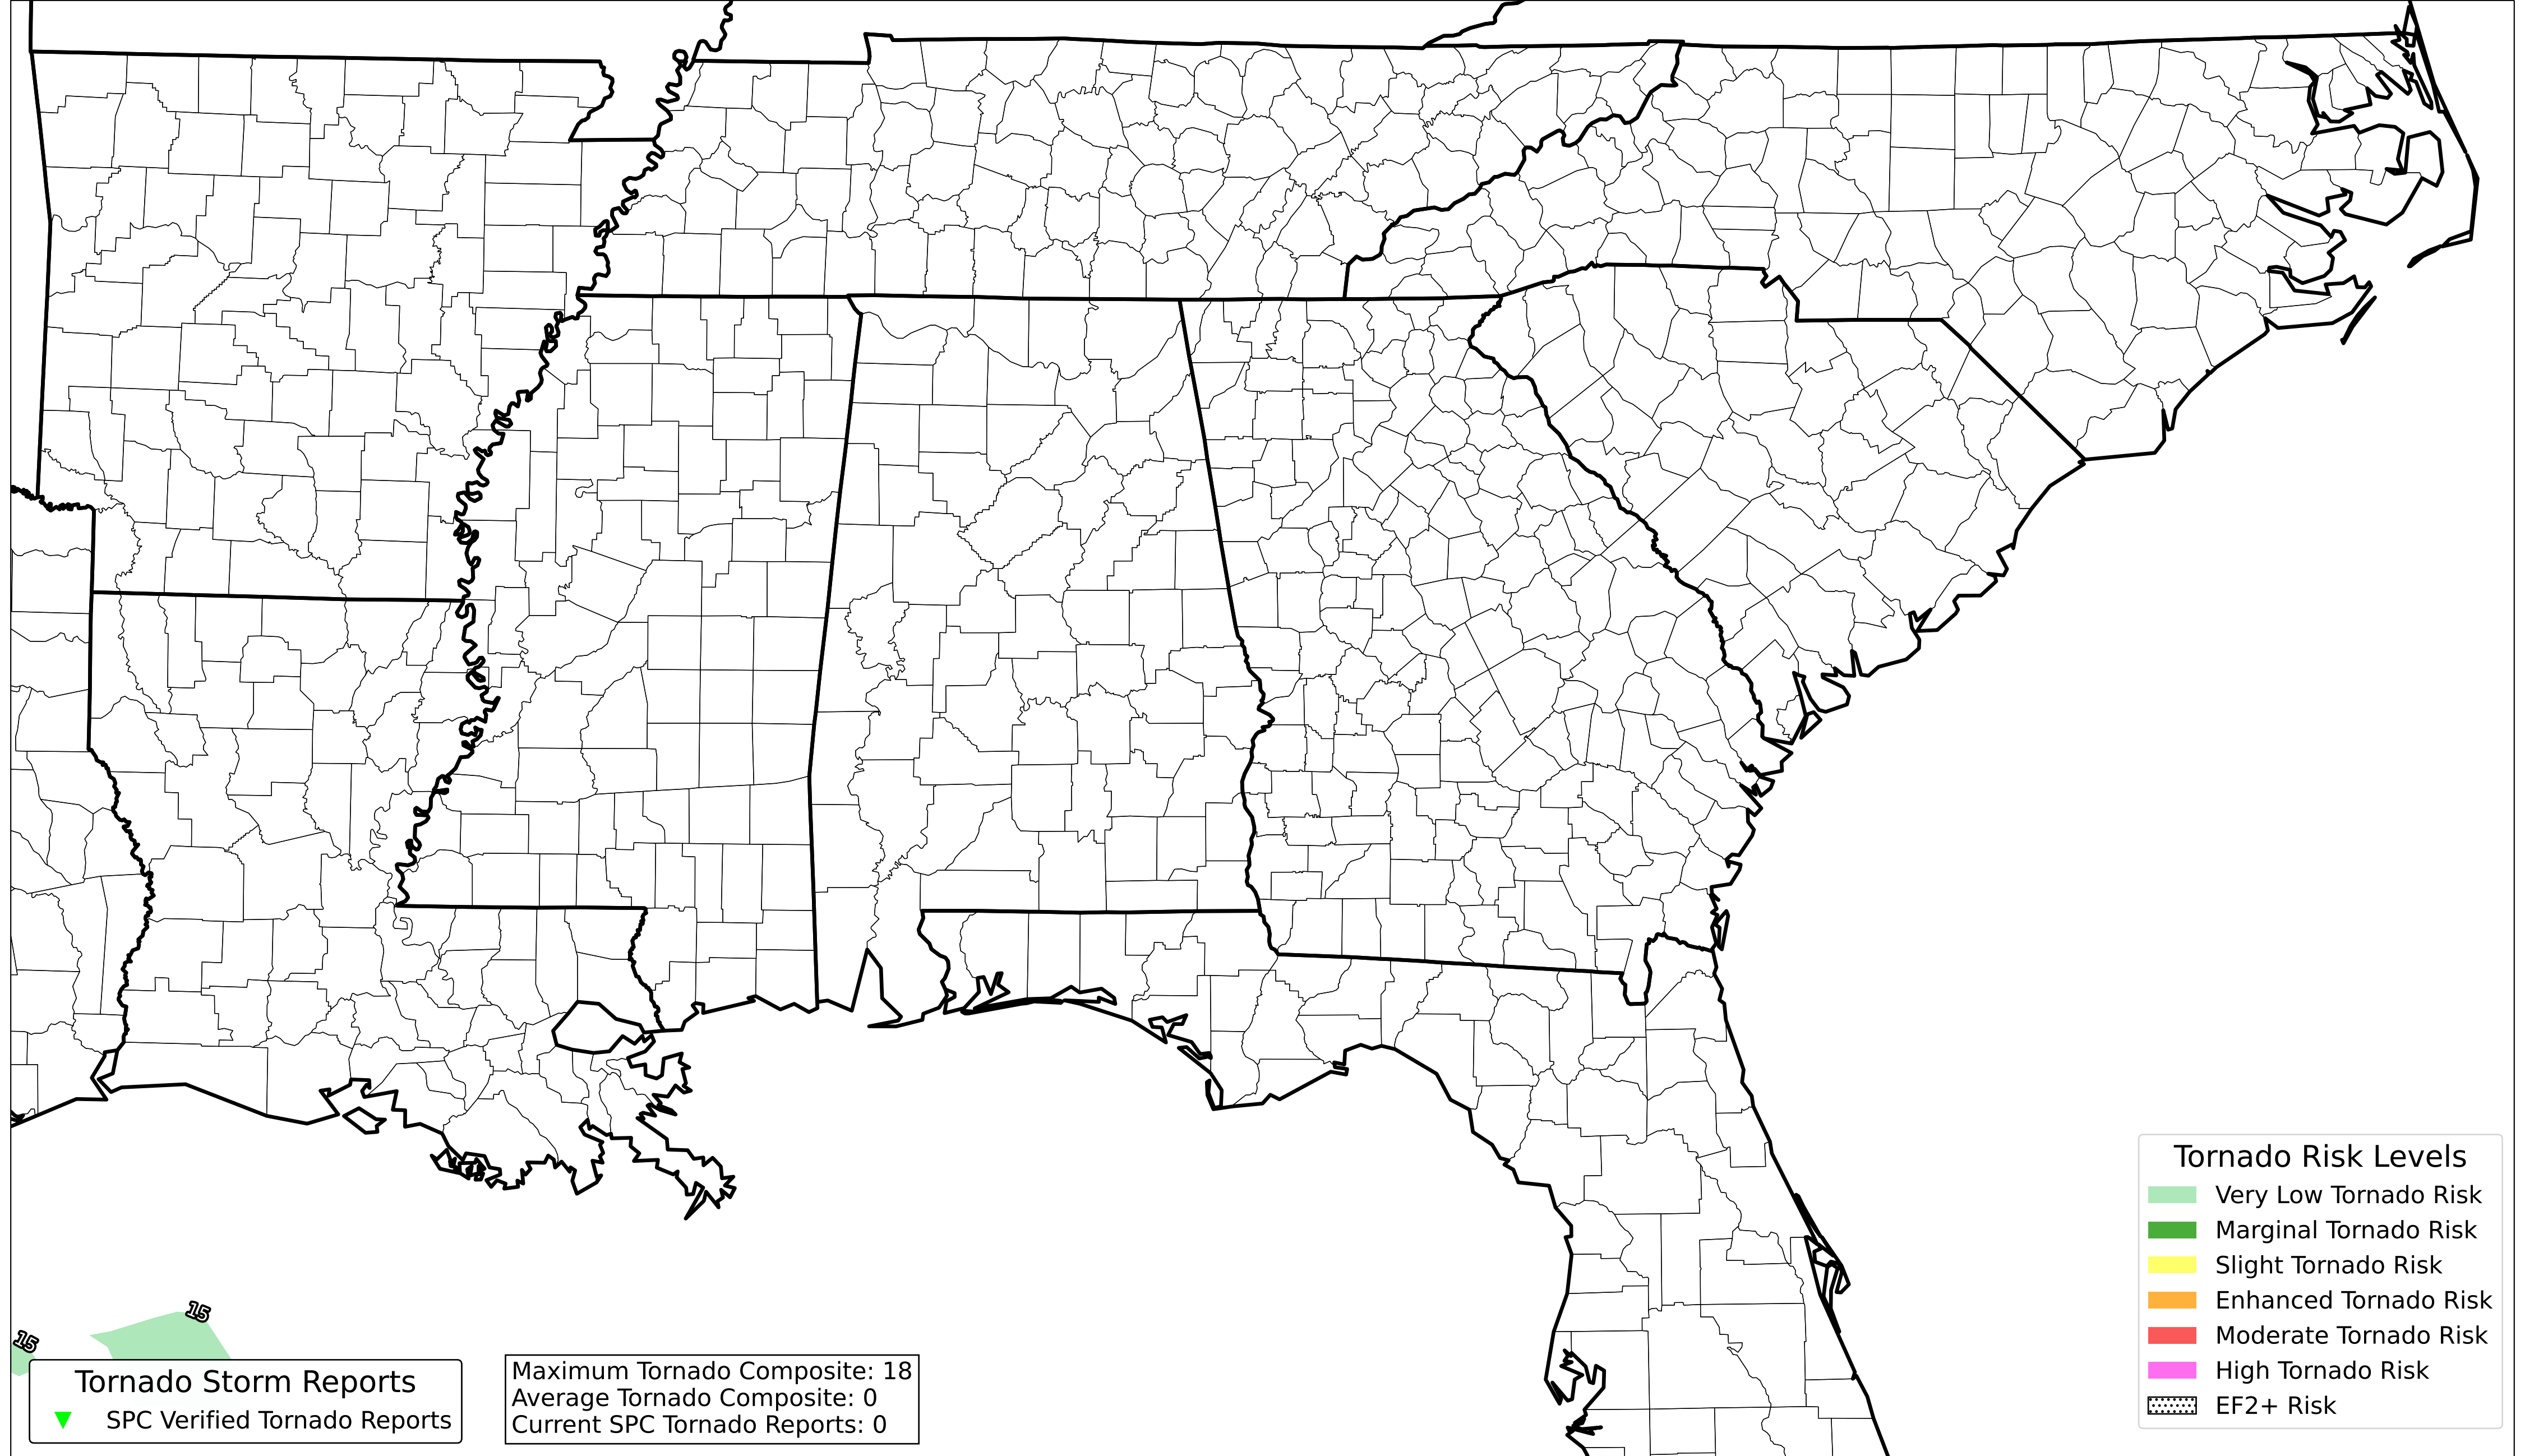 15
15
Tornado Storm Reports
SPC Verified Tornado Reports
Maximum Tornado Composite: 18
Average Tornado Composite: 0
Current SPC Tornado Reports: 0
Tornado Risk Levels
Very Low Tornado Risk
Marginal Tornado Risk
Slight Tornado Risk
Enhanced Tornado Risk
Moderate Tornado Risk
High Tornado Risk
EF2+ Risk